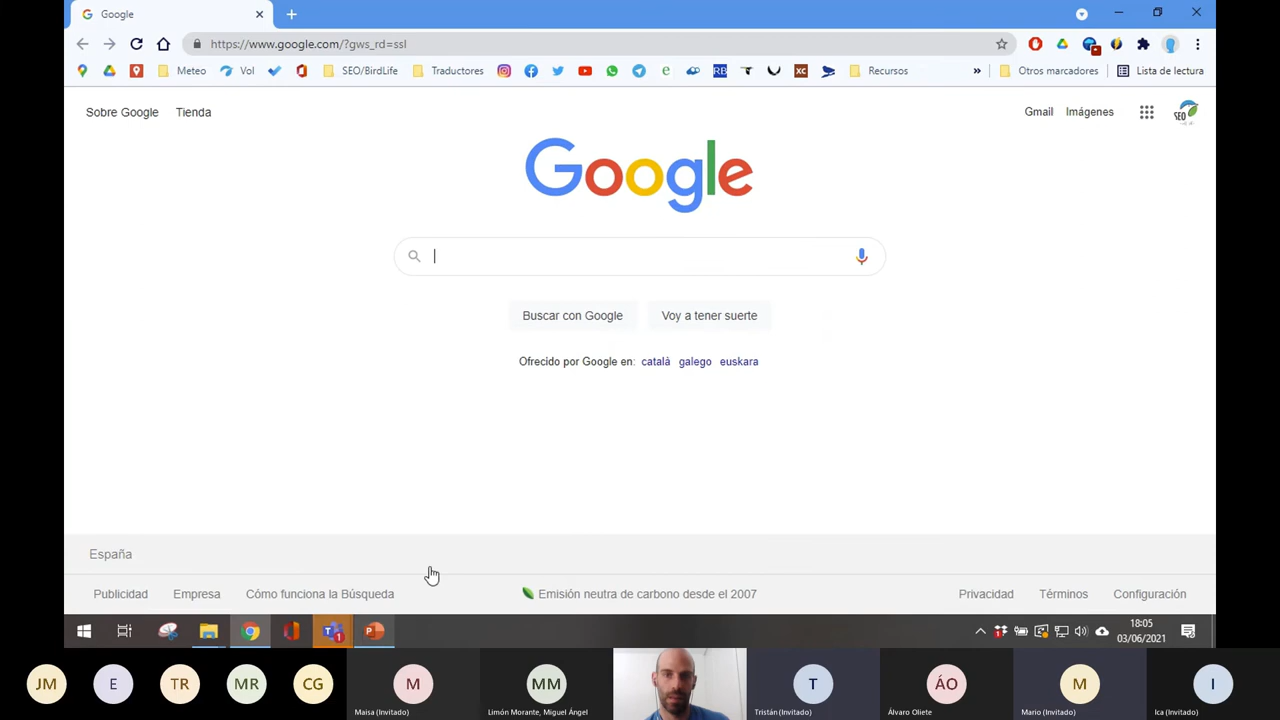 Google
https://www.google.com/?gws_rd=ssl
Meteo
Vol
SEO/BirdLife
Traductores
e
RB
XC
Recursos
»
Otros marcadores
Lista de lectura
Sobre Google
Tienda
Gmail
Imágenes
SEO
Google
Buscar con Google
Voy a tener suerte
Ofrecido por Google en: català galego euskara
España
Publicidad
Empresa
Cómo funciona la Búsqueda
Emisión neutra de carbono desde el 2007
Privacidad
Términos
Configuración
1
18:05
03/06/2021
JM
E
TR
MR
CG
M
Maisa (Invitado)
MM
Limón Morante, Miguel Ángel
T
Tristán (Invitado)
ÁO
Álvaro Oliete
M
Mario (Invitado)
I
Ica (Invitado)